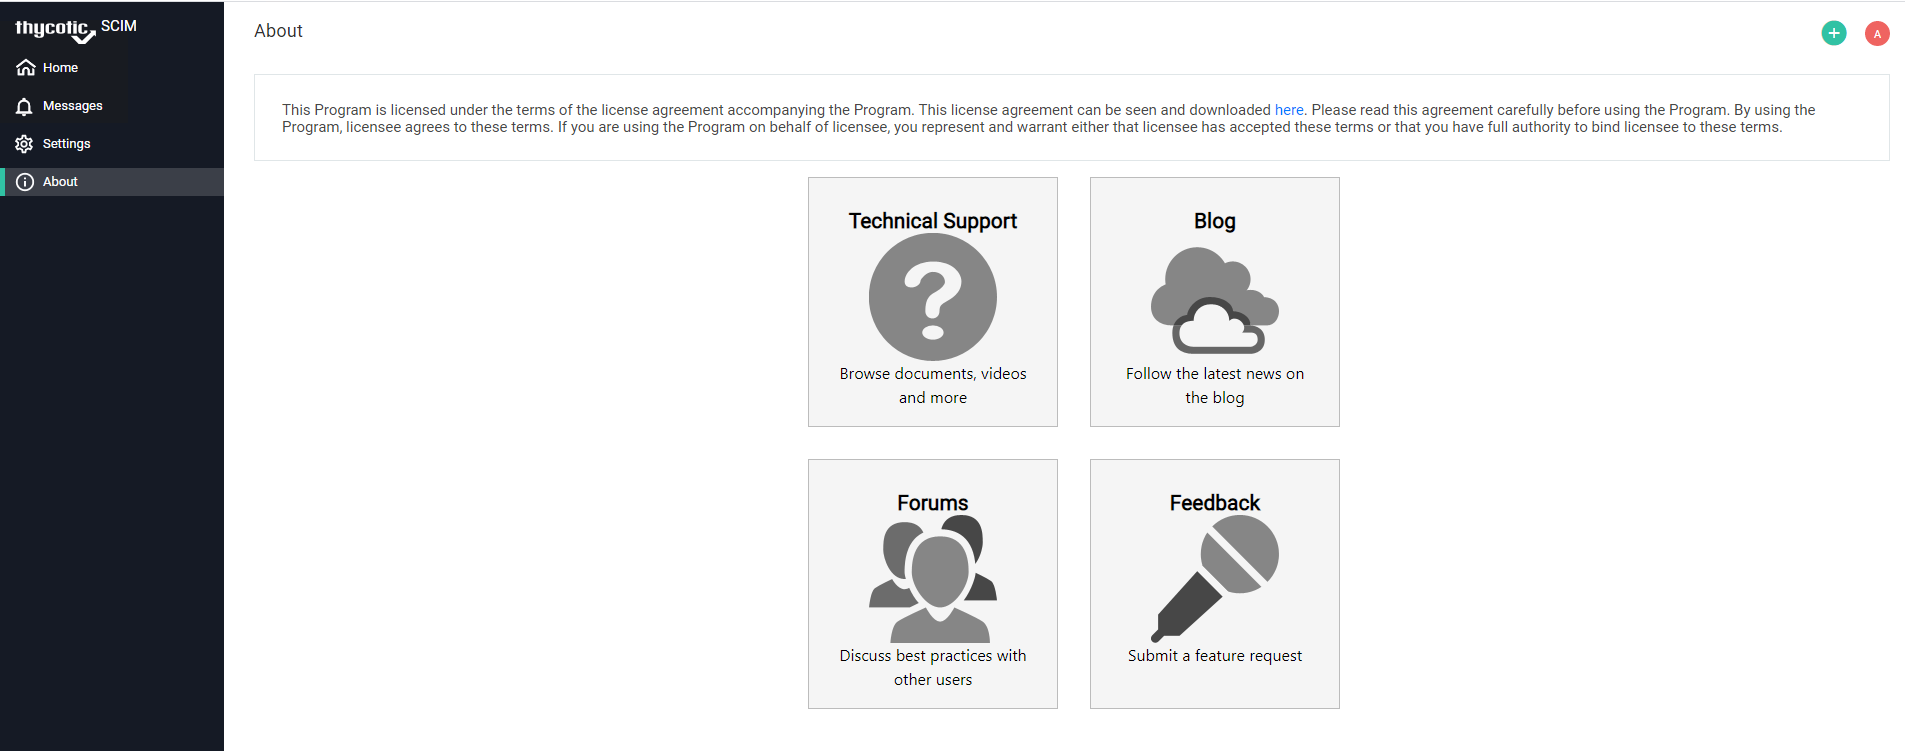 thycotic SCIM
Home
Messages
Settings
About
About
+
A
This Program is licensed under the terms of the license agreement accompanying the Program. This license agreement can be seen and downloaded here. Please read this agreement carefully before using the Program. By using the
Program, licensee agrees to these terms. If you are using the Program on behalf of licensee, you represent and warrant either that licensee has accepted these terms or that you have full authority to bind licensee to these terms.
Technical Support
?
Browse documents, videos
and more
Blog
Follow the latest news on
the blog
Forums
Discuss best practices with
other users
Feedback
Submit a feature request